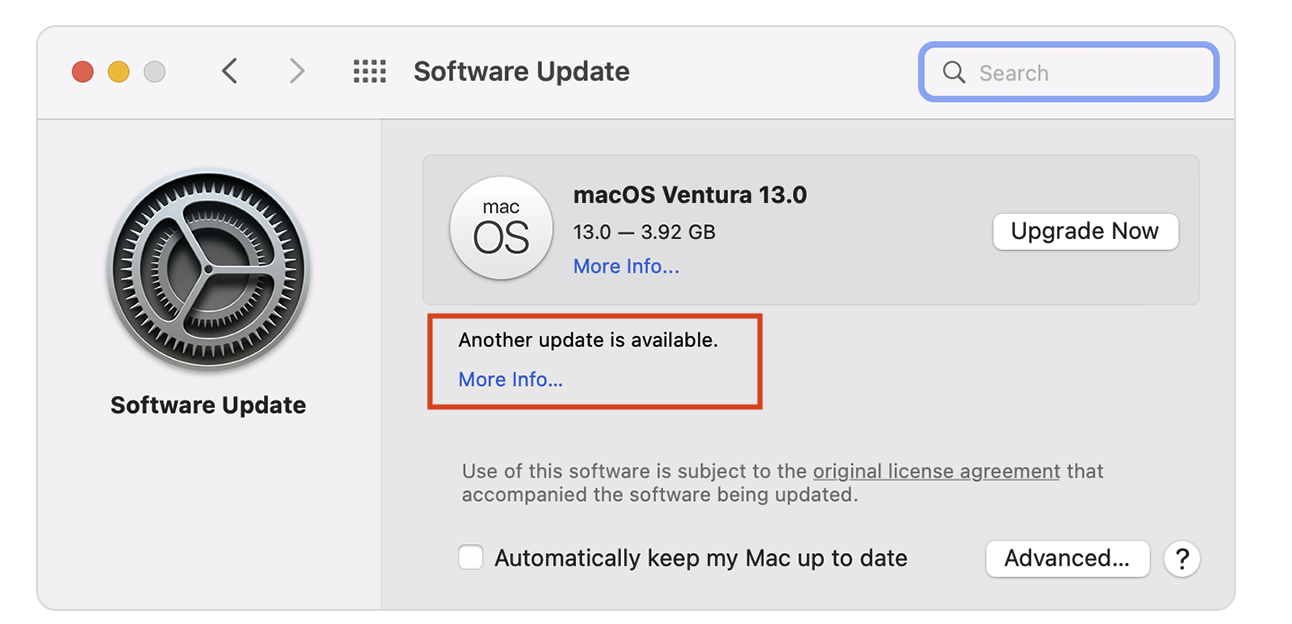 Software Update
Search
mac
OS
macOS Ventura 13.0
13.0 — 3.92 GB
More Info...
Upgrade Now
Another update is available.
More Info...
Software Update
Use of this software is subject to the original license agreement that
accompanied the software being updated.
Automatically keep my Mac up to date
Advanced...
?